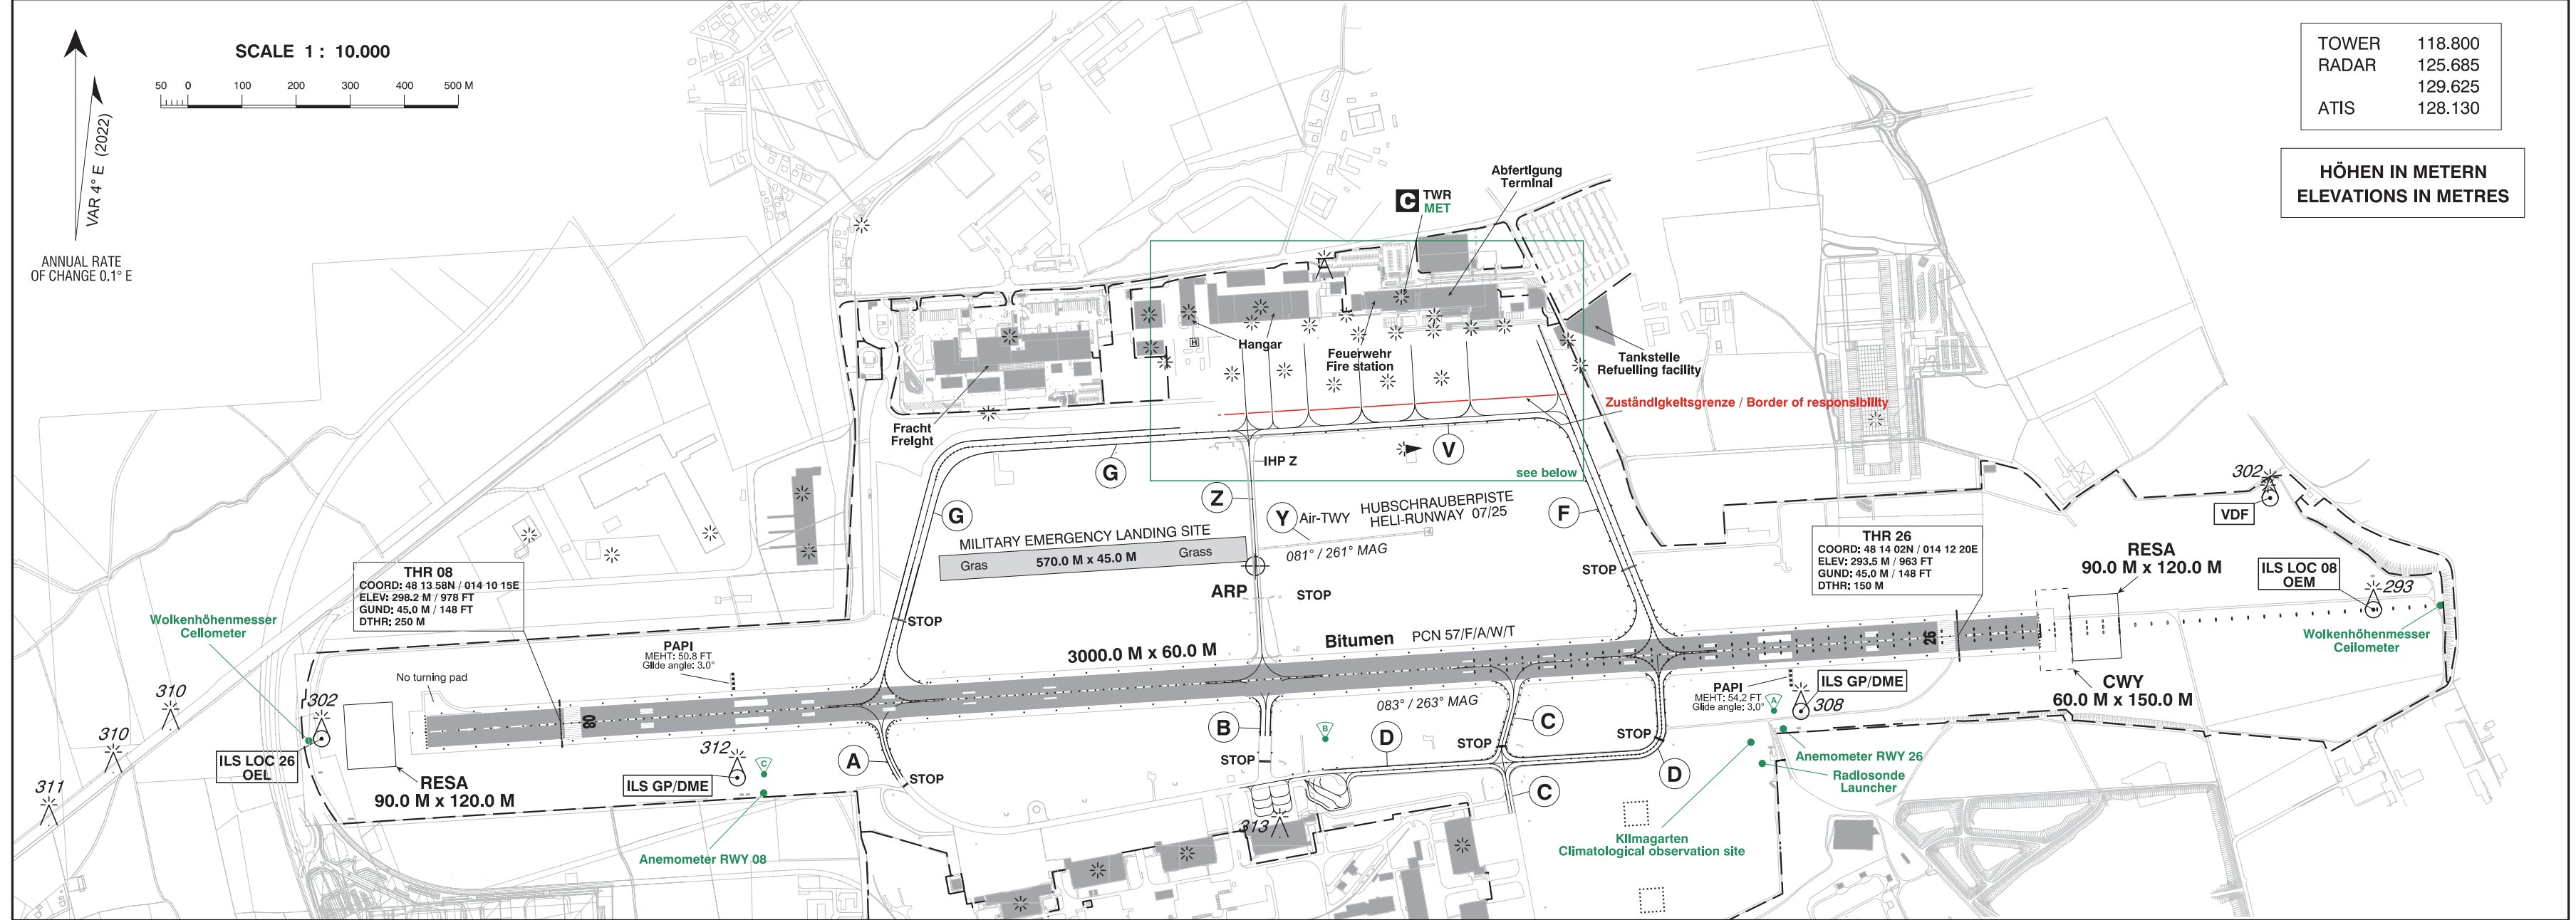 SCALE 1 : 10.000
50 0 100 200 300 400 500 M
VAR 4° E (2022)
ANNUAL RATE
OF CHANGE 0.1° E
TOWER 118.800
RADAR 125.685
129.625
ATIS 128.130
HÖHEN IN METERN
ELEVATIONS IN METRES
Abfertigung
Terminal
C TWR
MET
Hangar
H
Feuerwehr
Fire station
Tankstelle
Refuelling facility
Zuständigkeitsgrenze / Border of responsibility
Fracht
Freight
G
V
IHP Z
see below
Z
G
Y Air-TWY
HUBSCHRAUBERPISTE
HELI-RUNWAY 07/25
F
081° / 261° MAG
MILITARY EMERGENCY LANDING SITE
Gras 570.0 M x 45.0 M Grass
ARP
STOP
STOP
STOP
302
VDF
THR 08
COORD: 48 13 58N / 014 10 15E
ELEV: 298.2 M / 978 FT
GUND: 45.0 M / 148 FT
DTHR: 250 M
THR 26
COORD: 48 14 02N / 014 12 20E
ELEV: 293,5 M / 963 FT
GUND: 45.0 M / 148 FT
DTHR: 150 M
RESA
90.0 M x 120.0 M
ILS LOC 08
OEM
293
Wolkenhöhenmesser
Ceilometer
Wolkenhöhenmesser
Ceilometer
PAPI
MEHT: 50.8 FT
Glide angle: 3.0°
No turning pad
3000.0 M x 60.0 M
Bitumen PCN 57/F/A/W/T
08
26
083° / 263° MAG
PAPI
MEHT: 54.2 FT
Glide angle: 3.0°
ILS GP/DME
308
A
CWY
60.0 M x 150.0 M
310
310
311
302
ILS LOC 26
OEL
RESA
90.0 M x 120.0 M
312
ILS GP/DME
C
Anemometer RWY 08
A
STOP
B
STOP
B
D
C
STOP
STOP
D
C
313
Anemometer RWY 26
Radiosonde
Launcher
Klimagarten
Climatological observation site